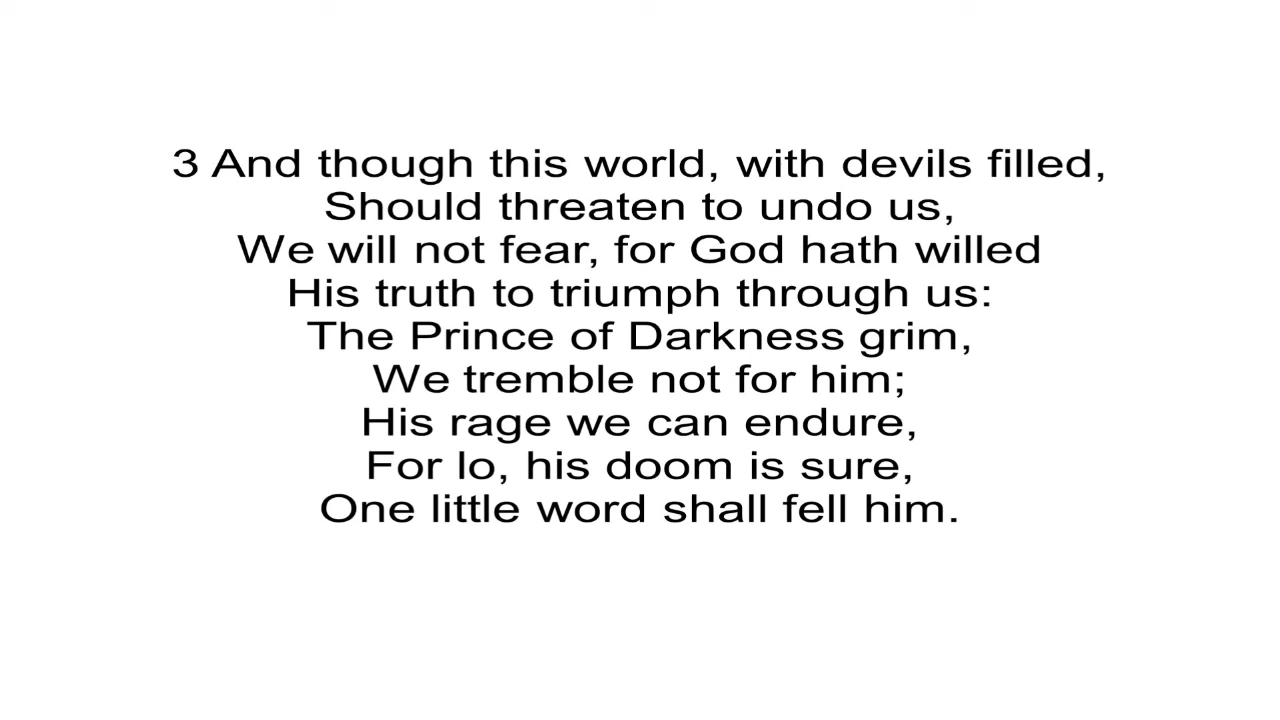 3 And though this world, with devils filled,
Should threaten to undo us,
We will not fear, for God hath willed
His truth to triumph through us:
The Prince of Darkness grim,
We tremble not for him;
His rage we can endure,
For lo, his doom is sure,
One little word shall fell him.